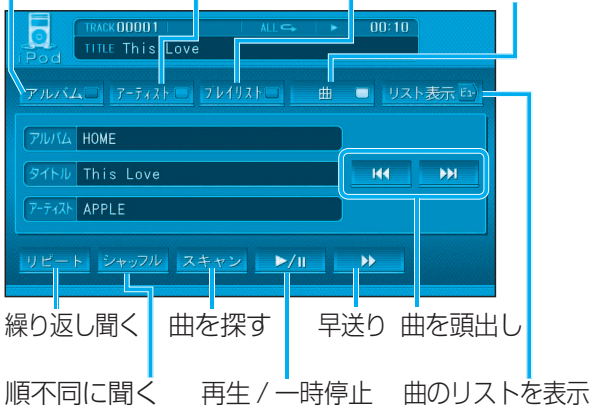 TRACK 00001 ALL 00:10
TITLE This Love
iPod
アルバム アーティスト プレイリスト 曲 リスト表示
アルバム HOME
タイトル This Love
アーティスト APPLE
リピート シャッフル スキャン ▶/II
繰り返し聞く 曲を探す 早送り 曲を頭出し
順不同に聞く 再生 / 一時停止 曲のリストを表示